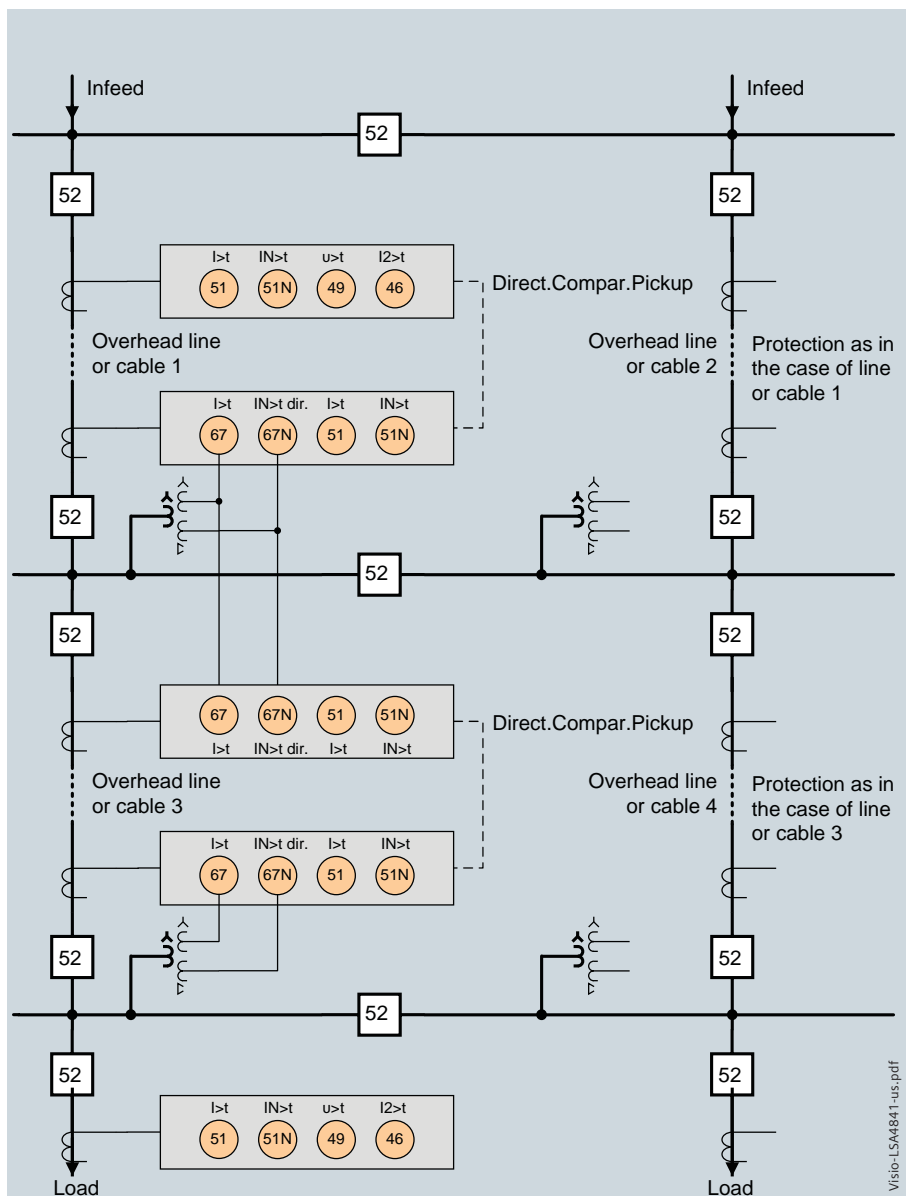 Infeed
Infeed
52
52
52
I>t IN>t υ>t I2>t
51 51N 49 46
Direct.Compar.Pickup
Overhead line
or cable 1
Overhead line
or cable 2
Protection as in
the case of line
or cable 1
I>t IN>t dir. I>t IN>t
67 67N 51 51N
52
52
52
52
52
67 67N 51 51N
I>t IN>t dir. I>t IN>t
Direct.Compar.Pickup
Overhead line
or cable 3
Overhead line
or cable 4
Protection as in
the case of line
or cable 3
I>t IN>t dir. I>t IN>t
67 67N 51 51N
52
52
52
52
52
I>t IN>t υ>t I2>t
51 51N 49 46
Load
Load
Visio-LSA4841-us.pdf